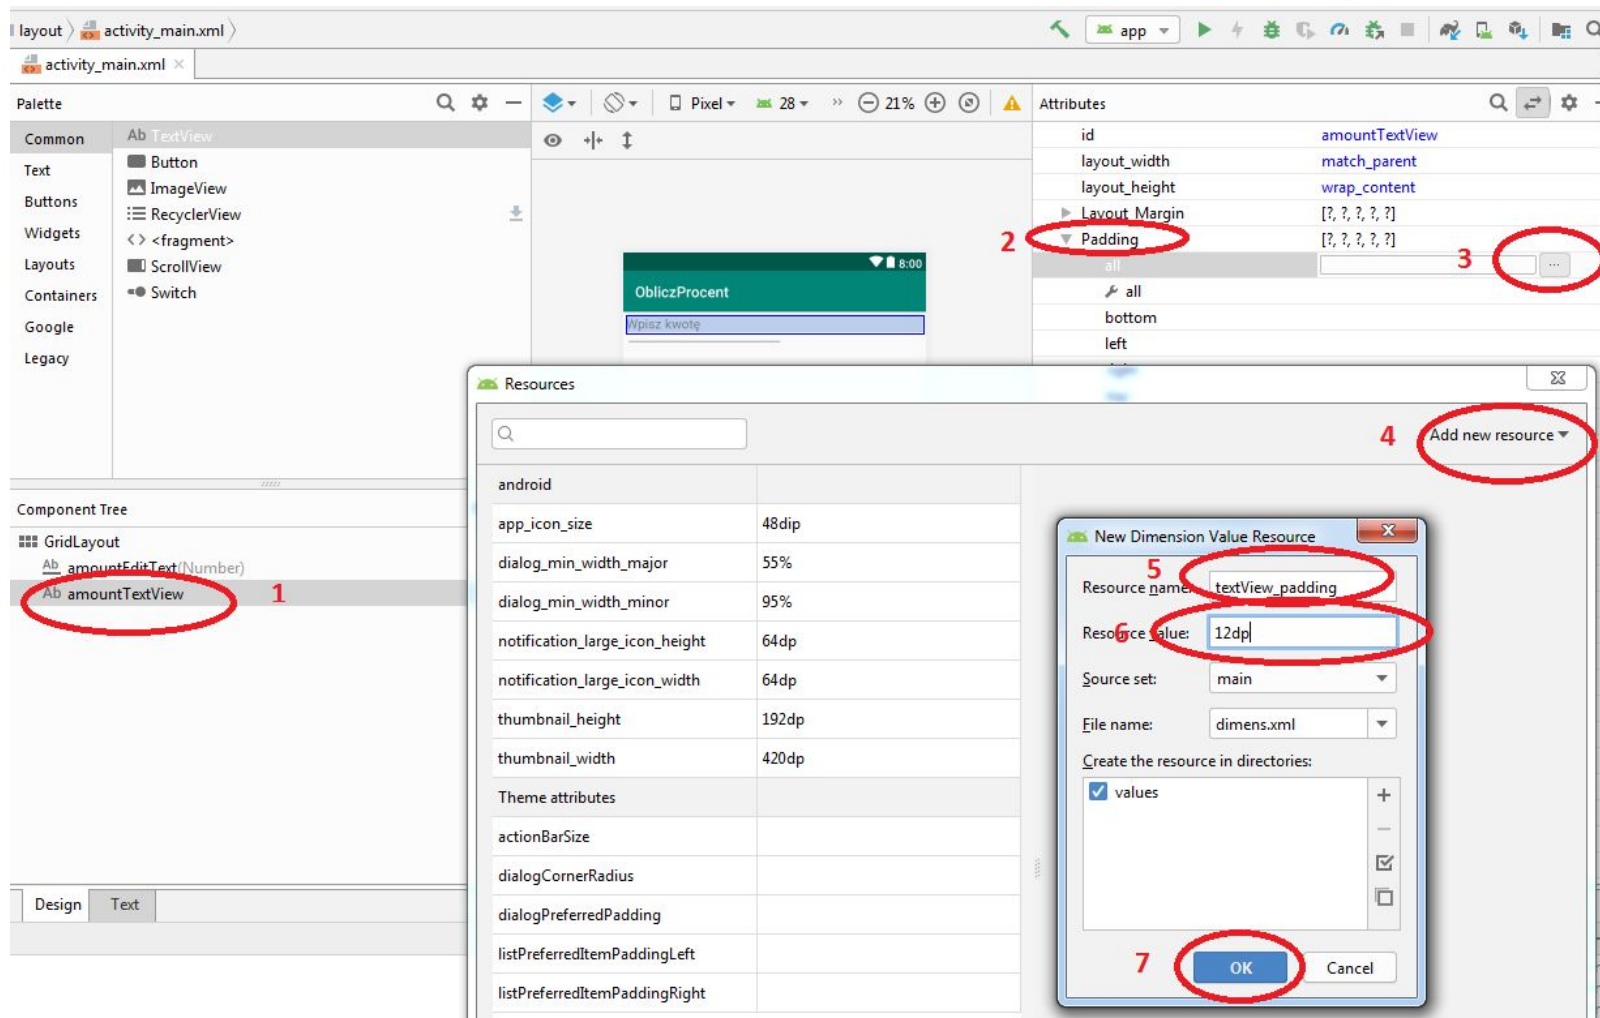 layout activity_main.xml
app
activity_main.xml
Palette
Common
Text
Buttons
Widgets
Layouts
Containers
Google
Legacy
Ab TextView
Button
ImageView
RecyclerView
<> <fragment>
ScrollView
Switch
Pixel 28 >> 21%
8:00
ObliczProcent
Wpisz kwotę
Attributes
id amountTextView
layout_width match_parent
layout_height wrap_content
Layout_Margin [?, ?, ?, ?, ?]
2 Padding [?, ?, ?, ?, ?]
all 3 ...
all
bottom
left
Component Tree
GridLayout
Ab amountEditText(Number)
Ab amountTextView 1
Design Text
Resources
4 Add new resource
android
app_icon_size 48dip
dialog_min_width_major 55%
dialog_min_width_minor 95%
notification_large_icon_height 64dp
notification_large_icon_width 64dp
thumbnail_height 192dp
thumbnail_width 420dp
Theme attributes
actionBarSize
dialogCornerRadius
dialogPreferredPadding
listPreferredItemPaddingLeft
listPreferredItemPaddingRight
New Dimension Value Resource
5
Resource name: textView_padding
6 Resource value: 12dp
Source set: main
File name: dimens.xml
Create the resource in directories:
values
7 OK Cancel